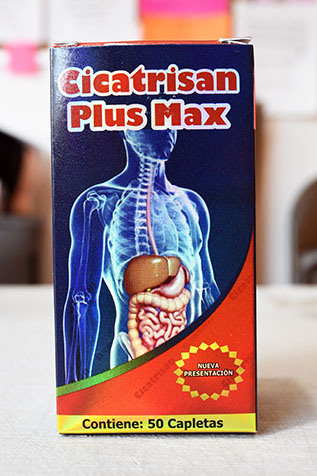 Cicatrisan
Plus Max
NUEVA
PRESENTACIÓN
Contiene: 50 Capletas